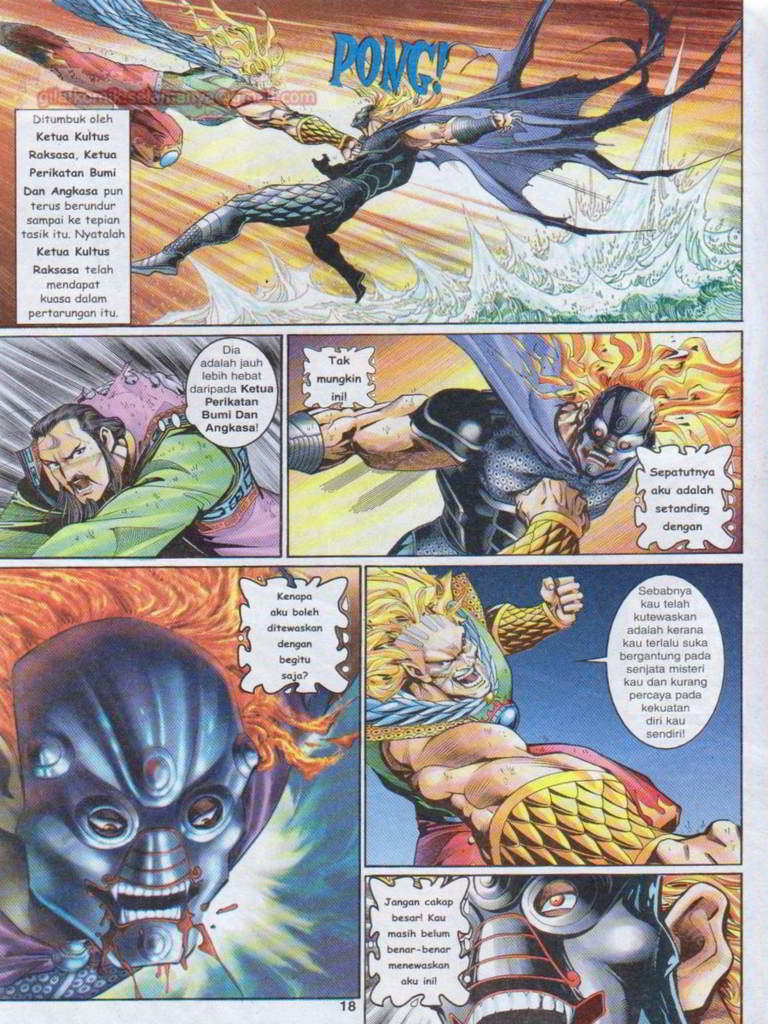 PONG!
Ditumbuk oleh
Ketua Kultus
Raksasa, Ketua
Perikatan Bumi
Dan Angkasa pun
terus berundur
sampai ke tepian
tasik itu. Nyatalah
Ketua Kultus
Raksasa telah
mendapat
kuasa dalam
pertarungan itu.
Dia
adalah jauh
lebih hebat
daripada Ketua
Perikatan
Bumi Dan
Angkasa!
Tak
mungkin
ini!
Sepatutnya
aku adalah
setanding
dengan
Kenapa
aku boleh
ditewaskan
dengan
begitu
saja?
Sebabnya
kau telah
kutewaskan
adalah kerana
kau terlalu suka
bergantung pada
senjata misteri
kau dan kurang
percaya pada
kekuatan
diri kau
sendiri!
Jangan cakap
besar! Kau
masih belum
benar-benar
menewaskan
aku ini!
18